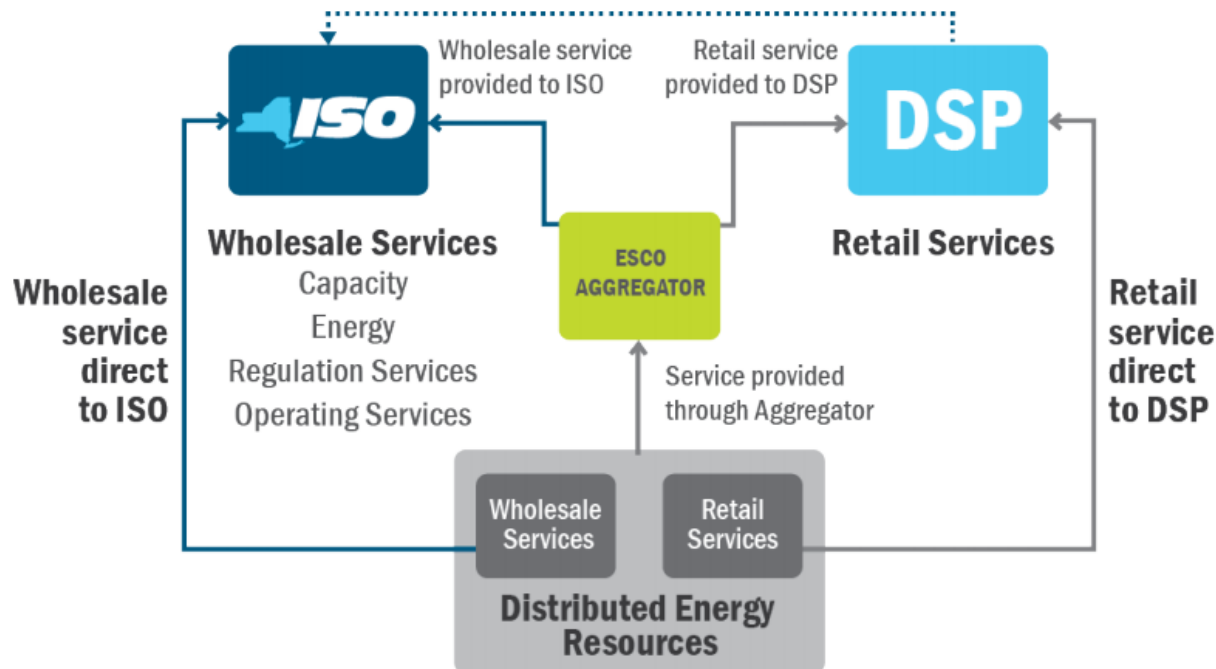 Wholesale service
provided to ISO
Retail service
provided to DSP
ISO
DSP
Wholesale Services
Capacity
Energy
Regulation Services
Operating Services
Retail Services
ESCO
AGGREGATOR
Wholesale
service
direct
to ISO
Retail
service
direct
to DSP
Service provided
through Aggregator
Wholesale
Services
Retail
Services
Distributed Energy
Resources